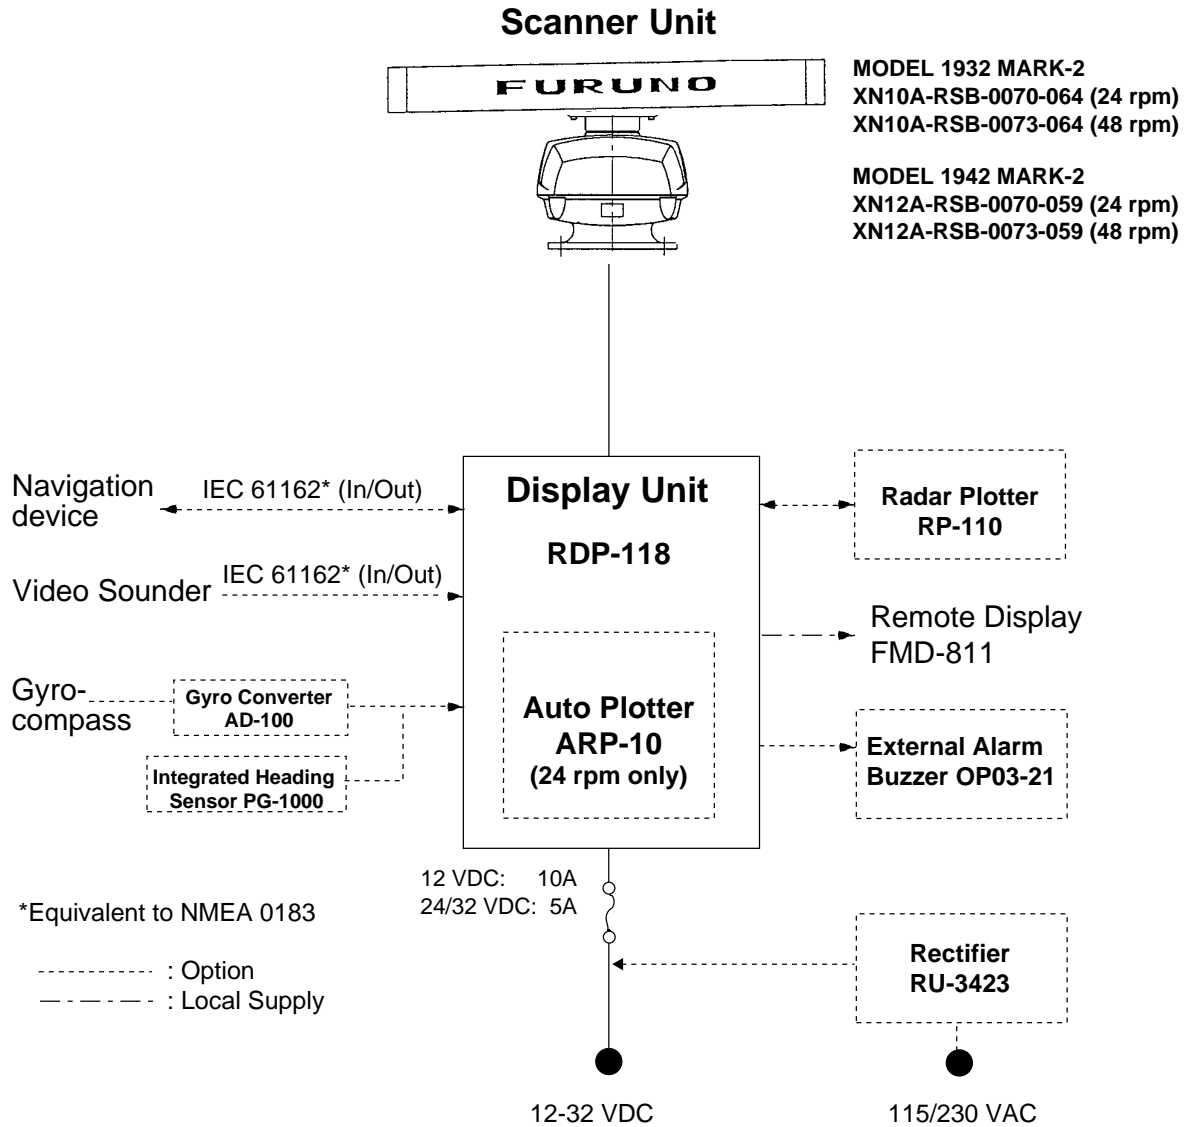 Scanner Unit
FURUNO
MODEL 1932 MARK-2
XN10A-RSB-0070-064 (24 rpm)
XN10A-RSB-0073-064 (48 rpm)
MODEL 1942 MARK-2
XN12A-RSB-0070-059 (24 rpm)
XN12A-RSB-0073-059 (48 rpm)
Navigation
device
IEC 61162* (In/Out)
Display Unit
RDP-118
Radar Plotter
RP-110
Video Sounder
IEC 61162* (In/Out)
Remote Display
FMD-811
Gyro-
compass
Gyro Converter
AD-100
Integrated Heading
Sensor PG-1000
Auto Plotter
ARP-10
(24 rpm only)
External Alarm
Buzzer OP03-21
12 VDC: 10A
24/32 VDC: 5A
*Equivalent to NMEA 0183
: Option
: Local Supply
Rectifier
RU-3423
12-32 VDC
115/230 VAC